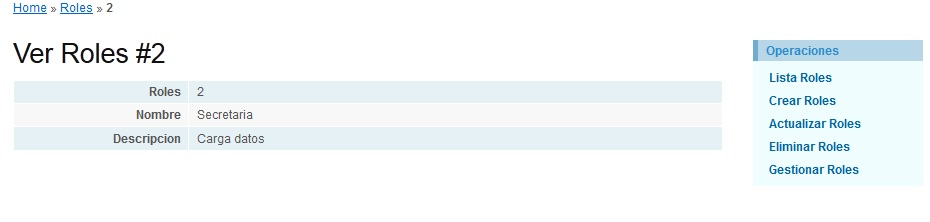 Home » Roles » 2
Ver Roles #2
Roles 2
Nombre Secretaria
Descripcion Carga datos
Operaciones
Lista Roles
Crear Roles
Actualizar Roles
Eliminar Roles
Gestionar Roles